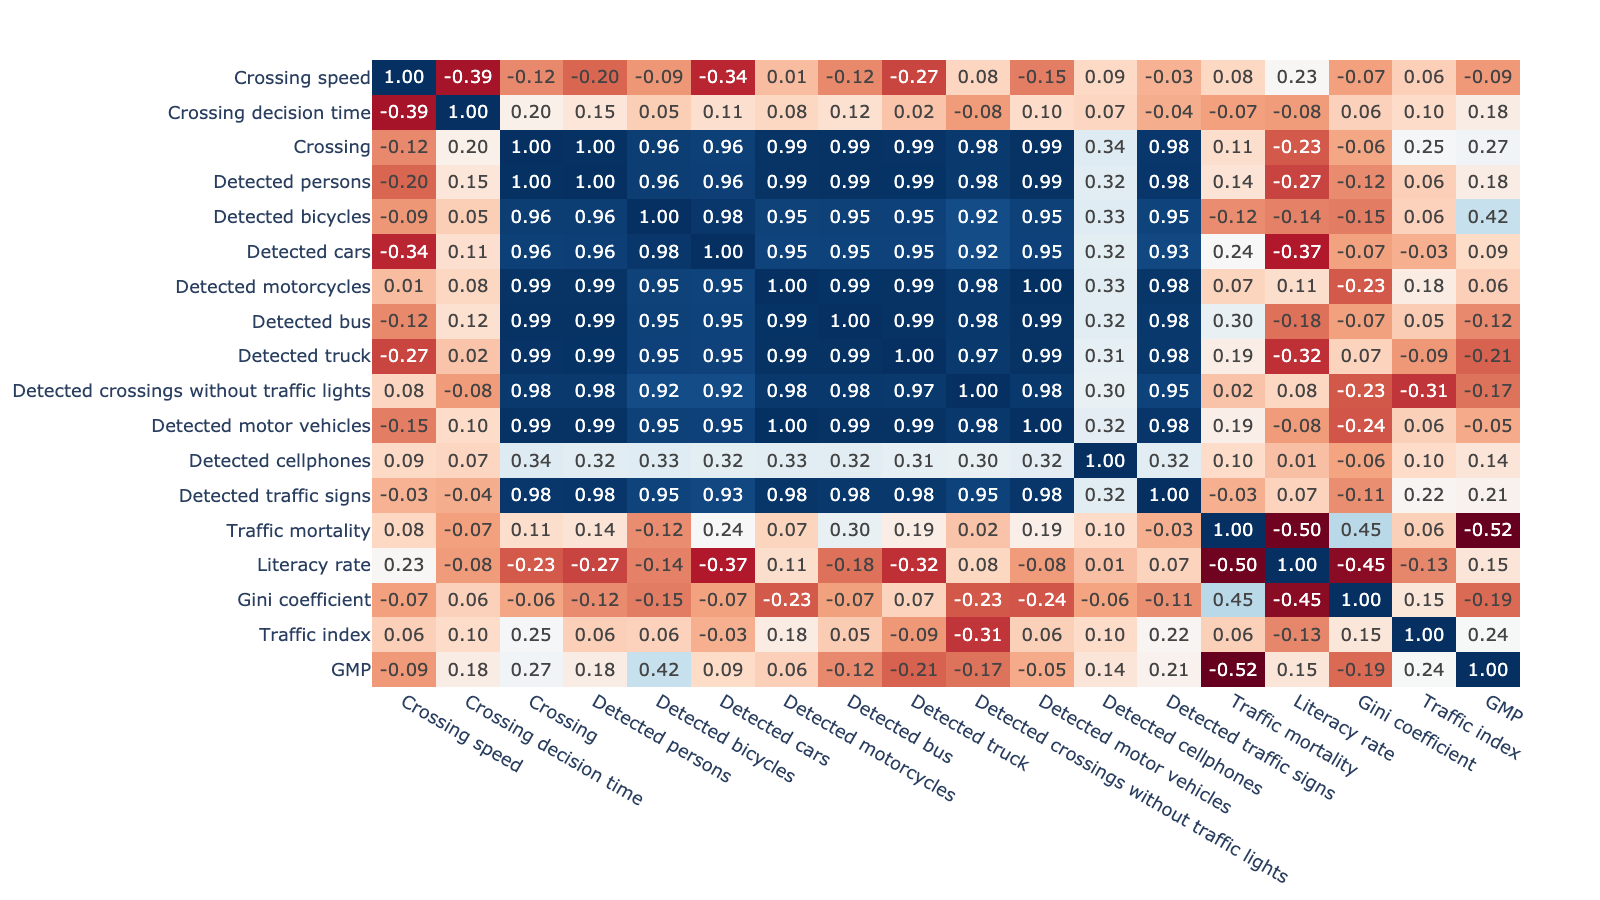 Crossing speed 1.00 -0.39 -0.12 -0.20 -0.09 -0.34 0.01 -0.12 -0.27 0.08 -0.15 0.09 -0.03 0.08 0.23 -0.07 0.06 -0.09
Crossing decision time -0.39 1.00 0.20 0.15 0.05 0.11 0.08 0.12 0.02 -0.08 0.10 0.07 -0.04 -0.07 -0.08 0.06 0.10 0.18
Crossing -0.12 0.20 1.00 1.00 0.96 0.96 0.99 0.99 0.99 0.98 0.99 0.34 0.98 0.11 -0.23 -0.06 0.25 0.27
Detected persons -0.20 0.15 1.00 1.00 0.96 0.96 0.99 0.99 0.99 0.98 0.99 0.32 0.98 0.14 -0.27 -0.12 0.06 0.18
Detected bicycles -0.09 0.05 0.96 0.96 1.00 0.98 0.95 0.95 0.95 0.92 0.95 0.33 0.95 -0.12 -0.14 -0.15 0.06 0.42
Detected cars -0.34 0.11 0.96 0.96 0.98 1.00 0.95 0.95 0.95 0.92 0.95 0.32 0.93 0.24 -0.37 -0.07 -0.03 0.09
Detected motorcycles 0.01 0.08 0.99 0.99 0.95 0.95 1.00 0.99 0.99 0.98 1.00 0.33 0.98 0.07 0.11 -0.23 0.18 0.06
Detected bus -0.12 0.12 0.99 0.99 0.95 0.95 0.99 1.00 0.99 0.98 0.99 0.32 0.98 0.30 -0.18 -0.07 0.05 -0.12
Detected truck -0.27 0.02 0.99 0.99 0.95 0.95 0.99 0.99 1.00 0.97 0.99 0.31 0.98 0.19 -0.32 0.07 -0.09 -0.21
Detected crossings without traffic lights 0.08 -0.08 0.98 0.98 0.92 0.92 0.98 0.98 0.97 1.00 0.98 0.30 0.95 0.02 0.08 -0.23 -0.31 -0.17
Detected motor vehicles -0.15 0.10 0.99 0.99 0.95 0.95 1.00 0.99 0.99 0.98 1.00 0.32 0.98 0.19 -0.08 -0.24 0.06 -0.05
Detected cellphones 0.09 0.07 0.34 0.32 0.33 0.32 0.33 0.32 0.31 0.30 0.32 1.00 0.32 0.10 0.01 -0.06 0.10 0.14
Detected traffic signs -0.03 -0.04 0.98 0.98 0.95 0.93 0.98 0.98 0.98 0.95 0.98 0.32 1.00 -0.03 0.07 -0.11 0.22 0.21
Traffic mortality 0.08 -0.07 0.11 0.14 -0.12 0.24 0.07 0.30 0.19 0.02 0.19 0.10 -0.03 1.00 -0.50 0.45 0.06 -0.52
Literacy rate 0.23 -0.08 -0.23 -0.27 -0.14 -0.37 0.11 -0.18 -0.32 0.08 -0.08 0.01 0.07 -0.50 1.00 -0.45 -0.13 0.15
Gini coefficient -0.07 0.06 -0.06 -0.12 -0.15 -0.07 -0.23 -0.07 0.07 -0.23 -0.24 -0.06 -0.11 0.45 -0.45 1.00 0.15 -0.19
Traffic index 0.06 0.10 0.25 0.06 0.06 -0.03 0.18 0.05 -0.09 -0.31 0.06 0.10 0.22 0.06 -0.13 0.15 1.00 0.24
GMP -0.09 0.18 0.27 0.18 0.42 0.09 0.06 -0.12 -0.21 -0.17 -0.05 0.14 0.21 -0.52 0.15 -0.19 0.24 1.00
Crossing speed
Crossing decision time
Crossing
Detected persons
Detected bicycles
Detected cars
Detected motorcycles
Detected bus
Detected truck
Detected crossings without traffic lights
Detected motor vehicles
Detected cellphones
Detected traffic signs
Traffic mortality
Literacy rate
Gini coefficient
Traffic index
GMP